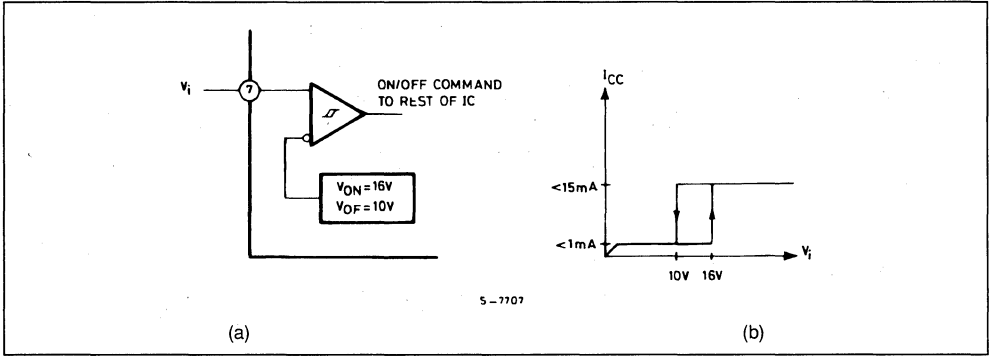 Vi
7
ON/OFF COMMAND
TO REST OF IC
VON=16V
VOF=10V
ICC
<15mA
<1mA
Vi
10V 16V
5-7707
(a)
(b)